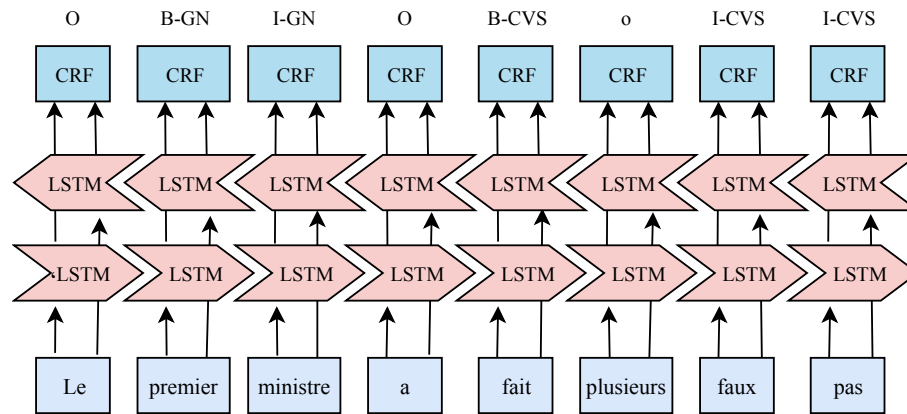 O B-GN I-GN O B-CVS o I-CVS I-CVS
CRF CRF CRF CRF CRF CRF CRF CRF
LSTM LSTM LSTM LSTM LSTM LSTM LSTM LSTM
LSTM LSTM LSTM LSTM LSTM LSTM LSTM LSTM
Le premier ministre a fait plusieurs faux pas